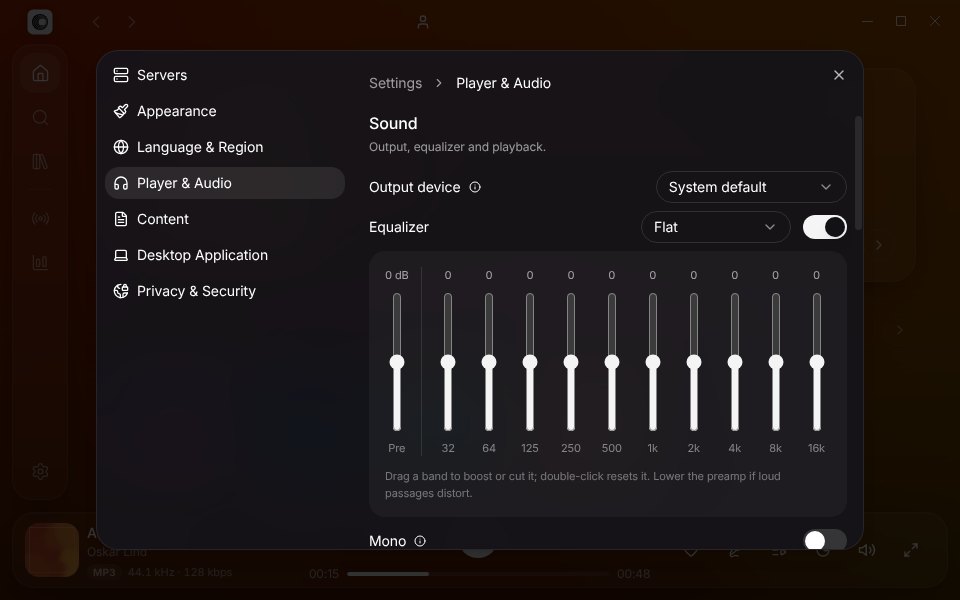 Servers
Appearance
Language & Region
Player & Audio
Content
Desktop Application
Privacy & Security
Settings > Player & Audio
Sound
Output, equalizer and playback.
Output device
System default
Equalizer
Flat
0 dB 0 0 0 0 0 0 0 0 0 0
Pre 32 64 125 250 500 1k 2k 4k 8k 16k
Drag a band to boost or cut it; double-click resets it. Lower the preamp if loud
passages distort.
Mono
Oskar Lind
MP3 44.1 kHz · 128 kbps
00:15
00:48